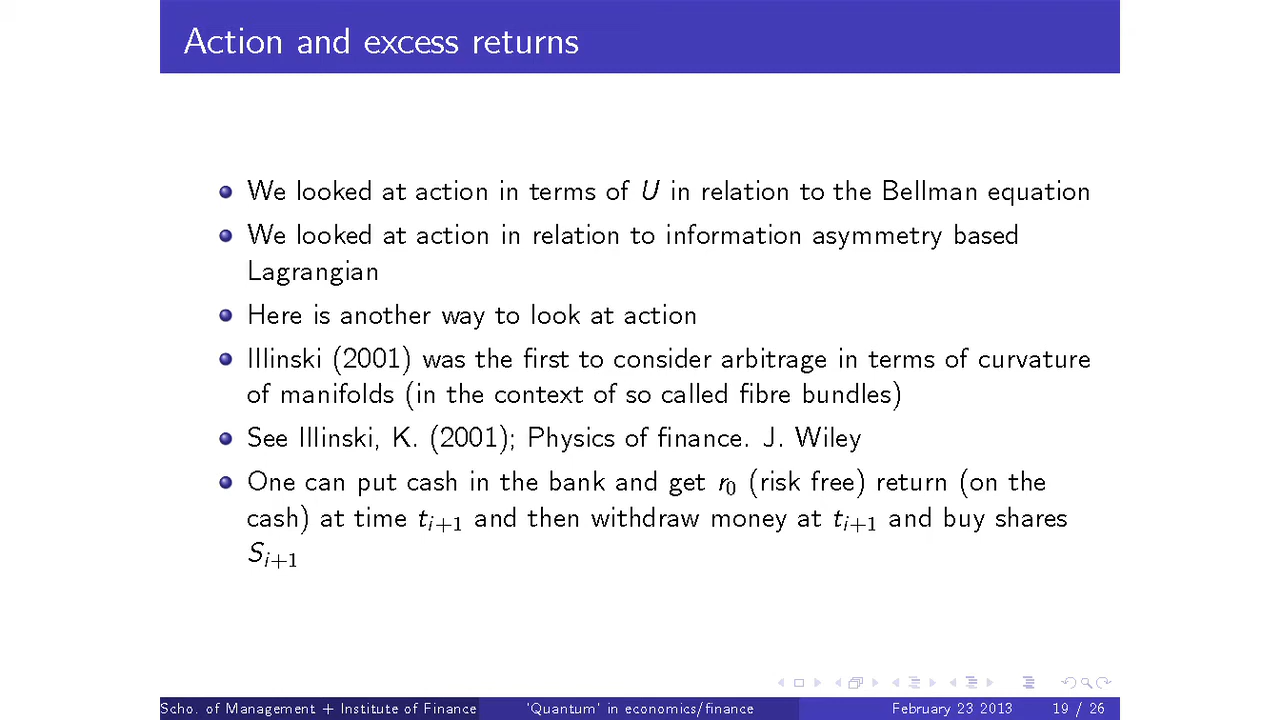 Action and excess returns
We looked at action in terms of U in relation to the Bellman equation
We looked at action in relation to information asymmetry based
Lagrangian
Here is another way to look at action
Illinski (2001) was the first to consider arbitrage in terms of curvature
of manifolds (in the context of so called fibre bundles)
See Illinski, K. (2001); Physics of finance. J. Wiley
One can put cash in the bank and get r0 (risk free) return (on the
cash) at time ti+1 and then withdraw money at ti+1 and buy shares
Si+1
Scho. of Management + Institute of Finance 'Quantum' in economics/finance February 23 2013 19 / 26